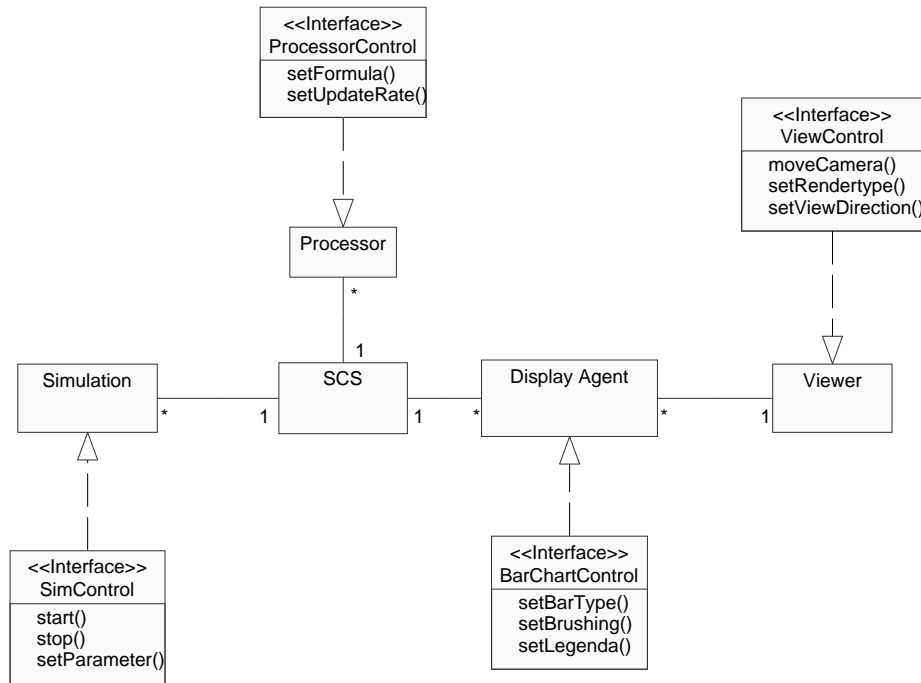 <<Interface>>
ProcessorControl
setFormula()
setUpdateRate()
<<Interface>>
ViewControl
moveCamera()
setRendertype()
setViewDirection()
Processor
*
1
Simulation
SCS
Display Agent
Viewer
*
1
1
*
*
1
<<Interface>>
SimControl
start()
stop()
setParameter()
<<Interface>>
BarChartControl
setBarType()
setBrushing()
setLegenda()